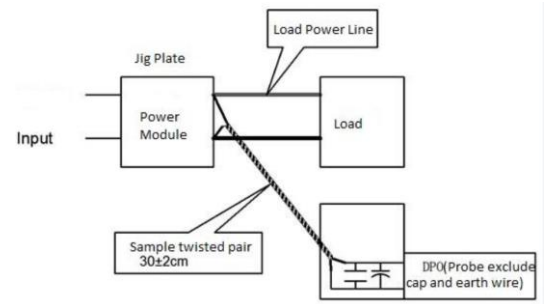 Load Power Line
Jig Plate
Power
Module
Load
Input
Sample twisted pair
30±2cm
DPO(Probe exclude
cap and earth wire)